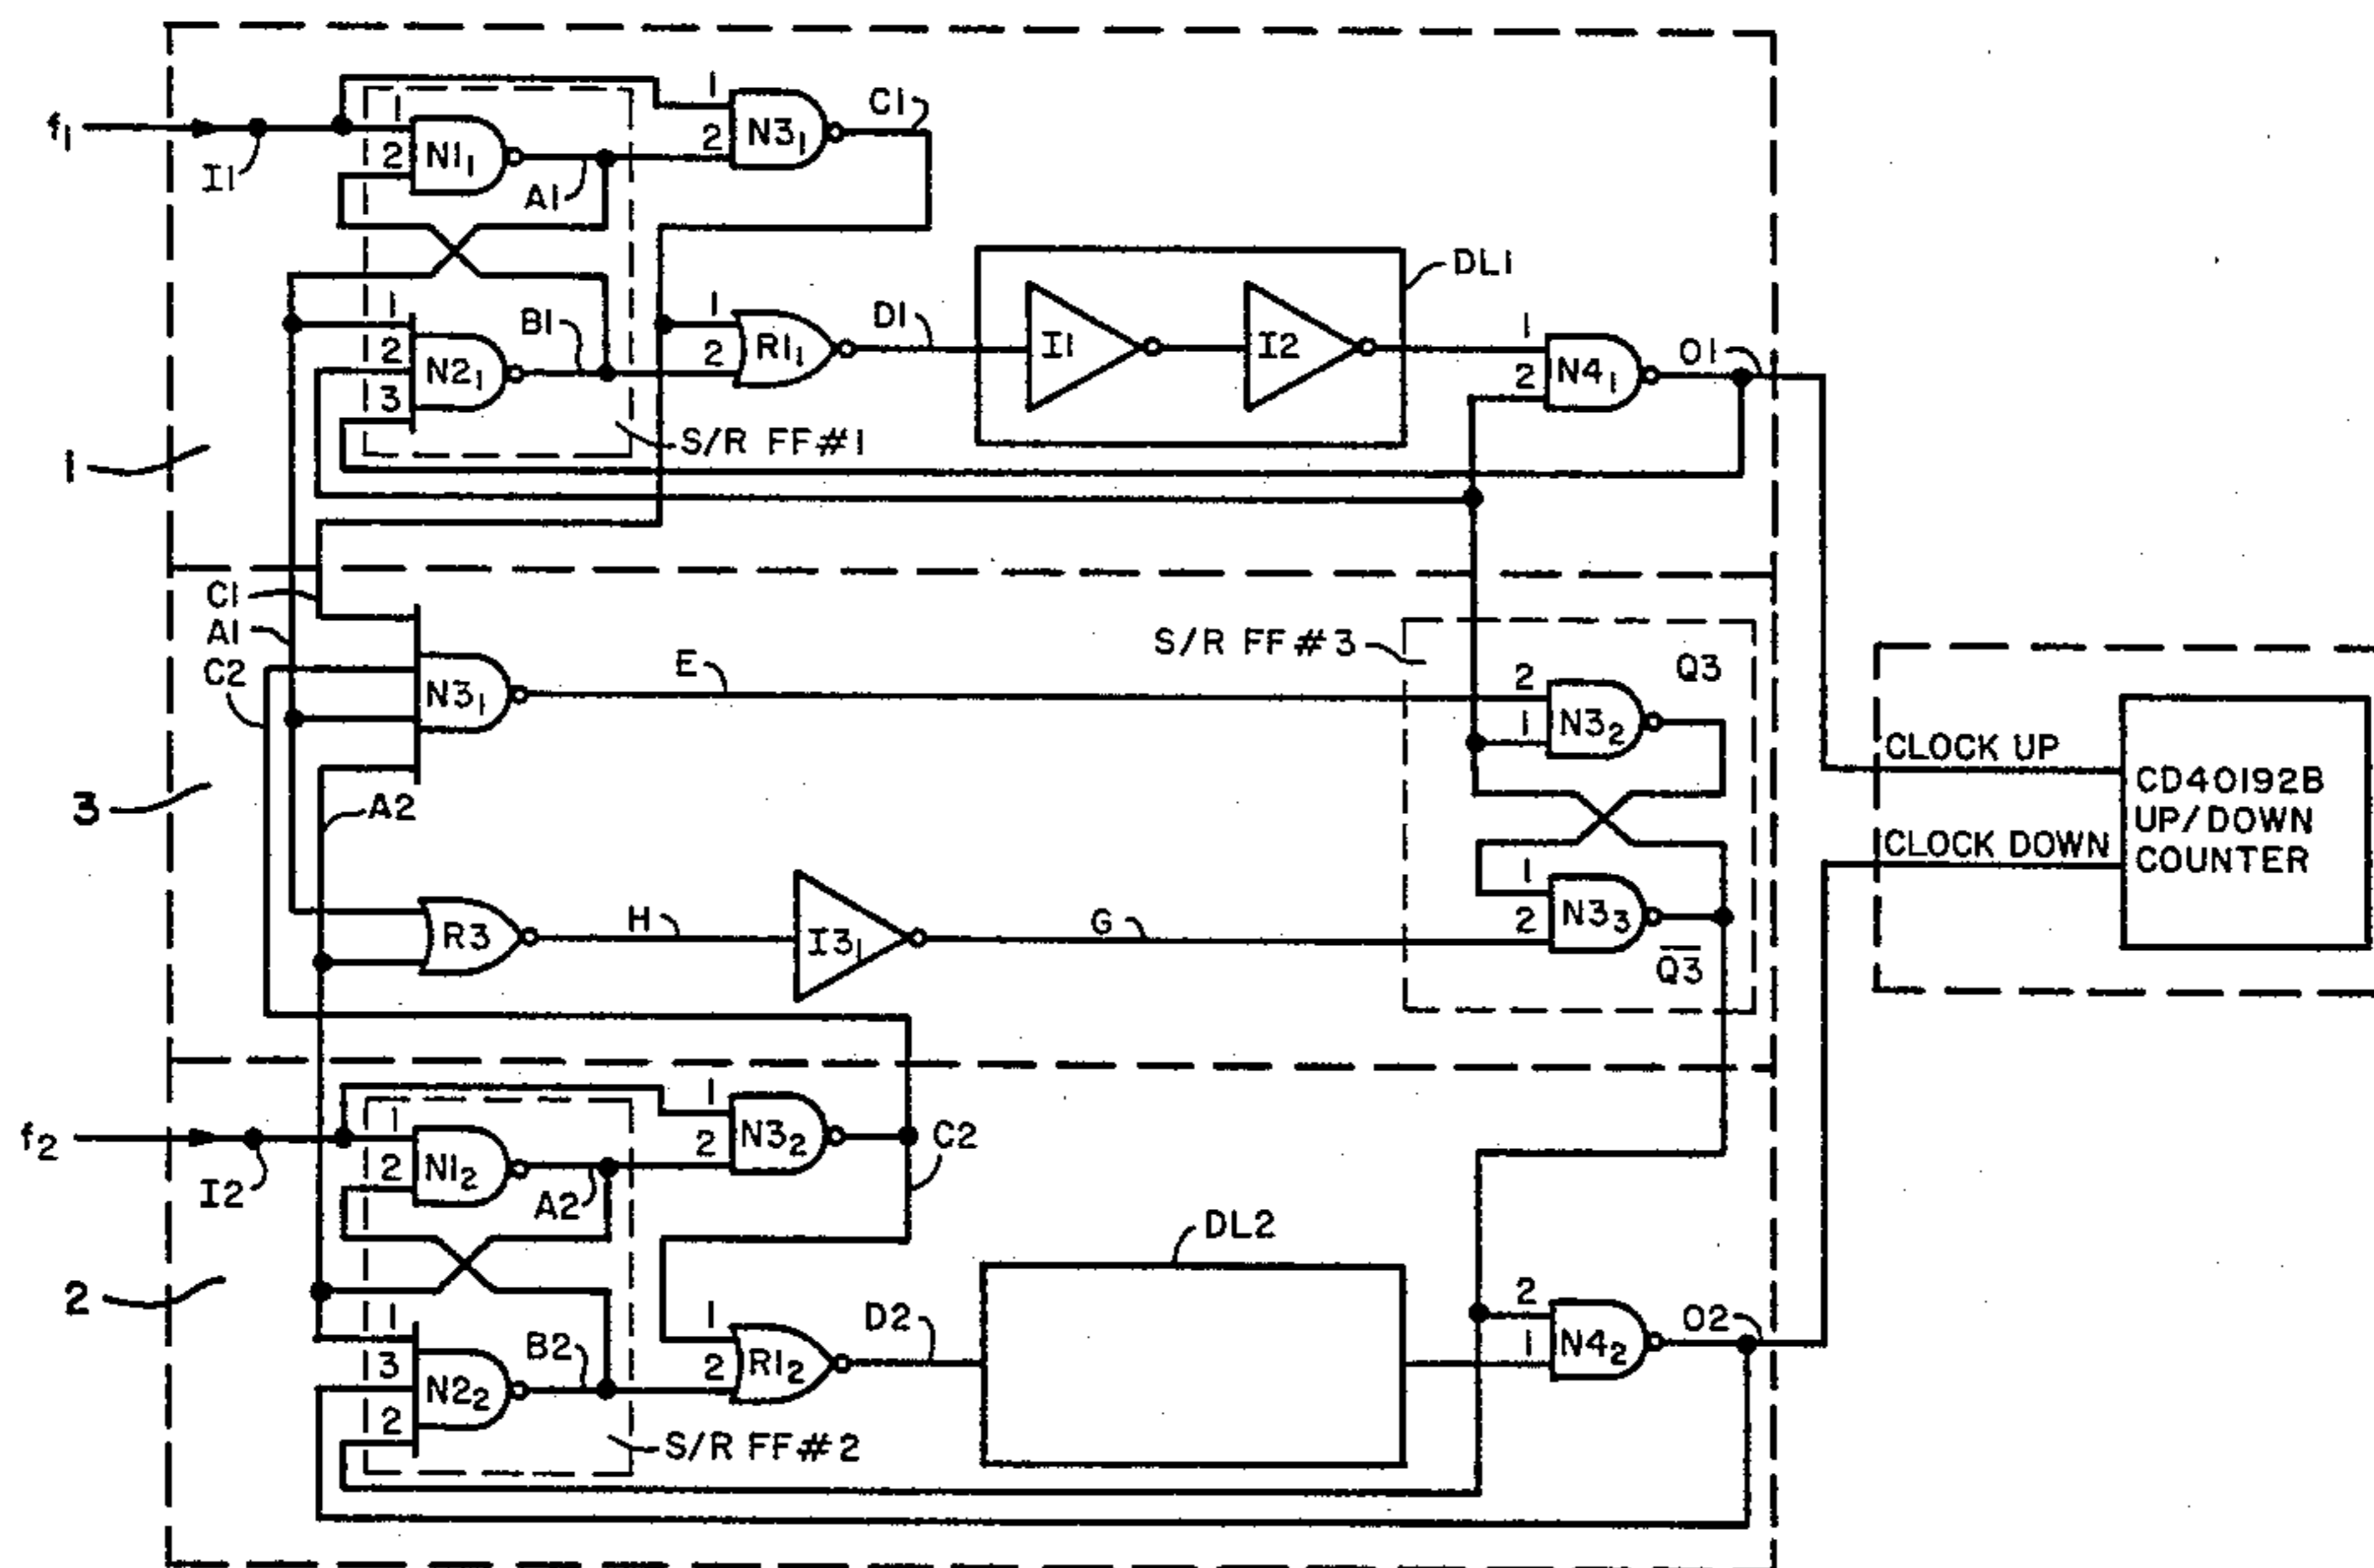 f₁
I1
1
2
N1₁
A1
1
2
N3₁
C1
1
2
3
N2₁
B1
1
2
R1₁
D1
I1
I2
DL1
1
2
N4₁
O1
S/R FF#1
1
C1
A1
C2
N3₁
E
S/R FF#3
Q3
2
1
N3₂
3
A2
CLOCK UP
CLOCK DOWN
CD40192B
UP/DOWN
COUNTER
R3
H
I3₁
G
1
2
N3₃
Q3̅
f₂
I2
1
2
N1₂
A2
1
2
N3₂
C2
2
1
3
2
N2₂
B2
1
2
R1₂
D2
DL2
2
1
N4₂
O2
S/R FF#2